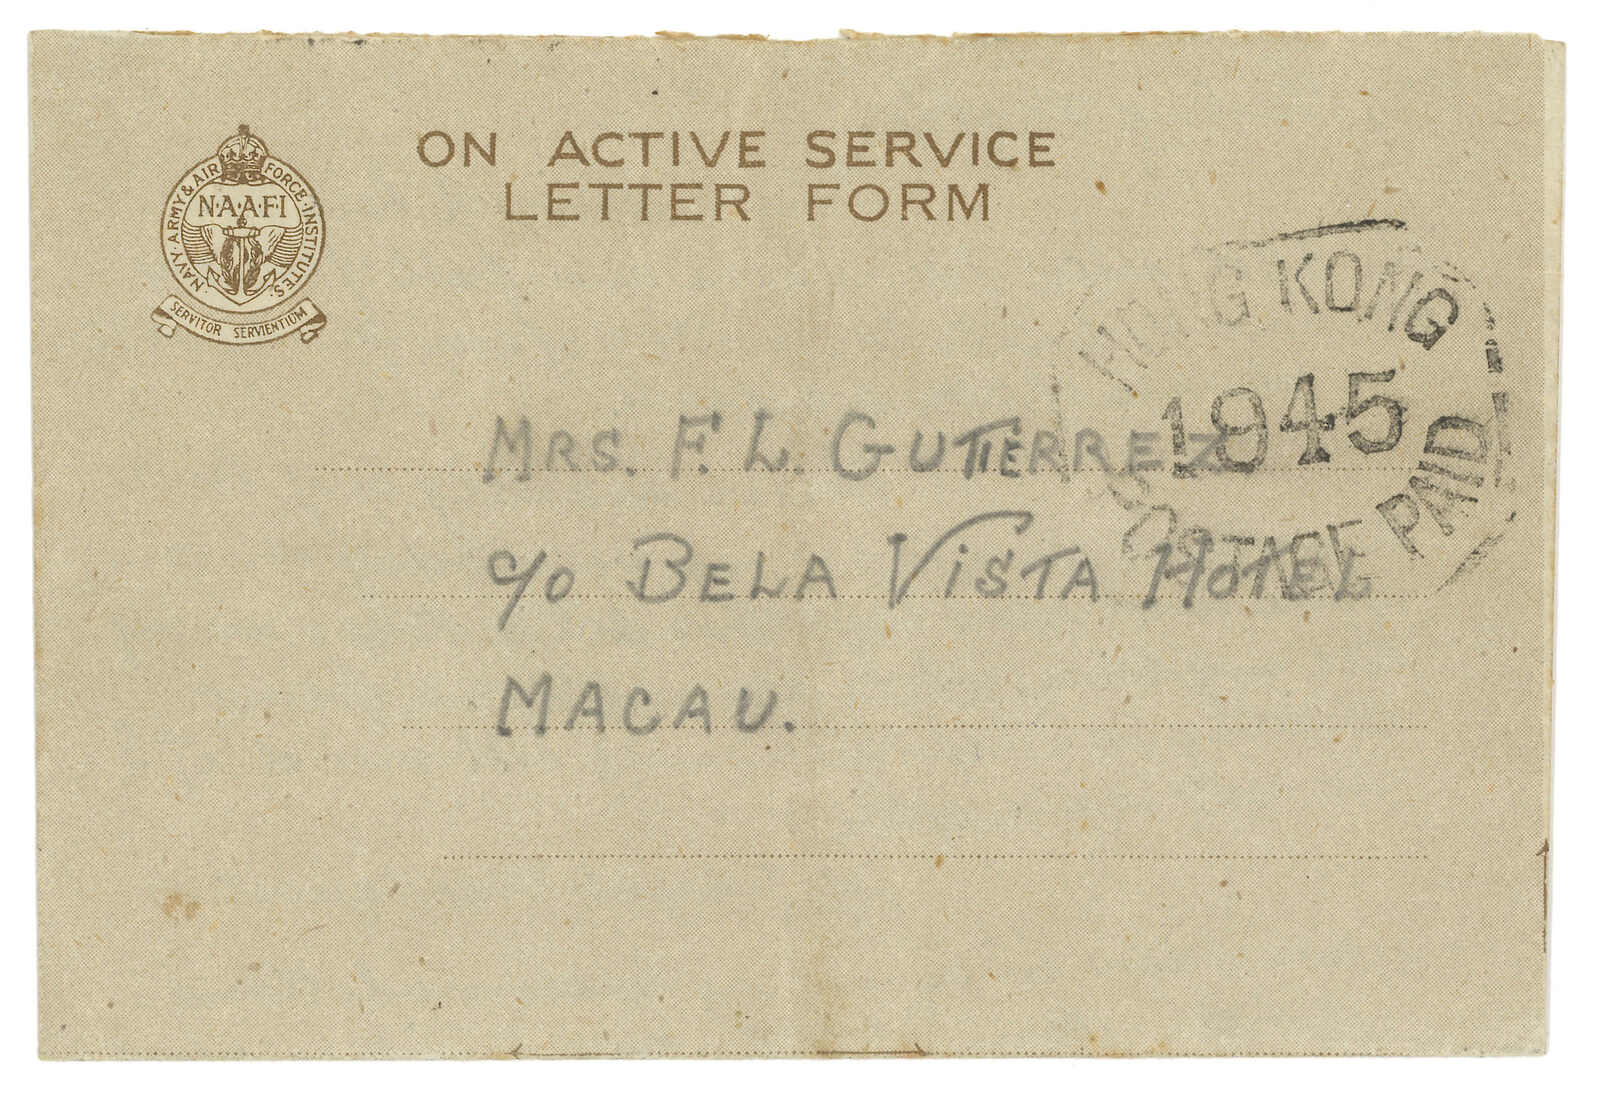 ON ACTIVE SERVICE
LETTER FORM
NAVY·ARMY & AIR FORCE·INSTITUTES·
N·A·A·F·I
SERVITOR SERVIENTIUM
HONG KONG
1945
POSTAGE PAID
MRS. F. L. GUTIERREZ
c/o BELA VISTA HOTEL
MACAU.